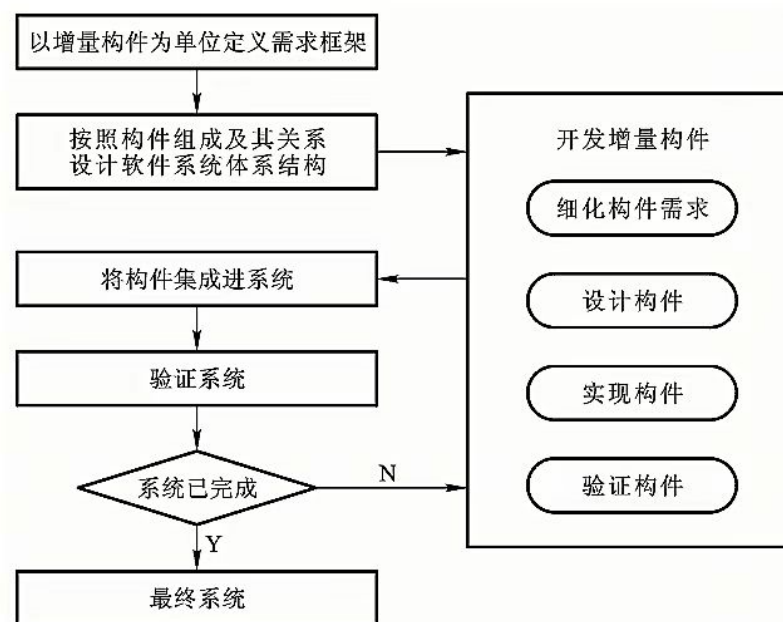 以增量构件为单位定义需求框架
按照构件组成及其关系
设计软件系统体系结构
开发增量构件
细化构件需求
设计构件
实现构件
验证构件
将构件集成进系统
验证系统
系统已完成
N
Y
最终系统